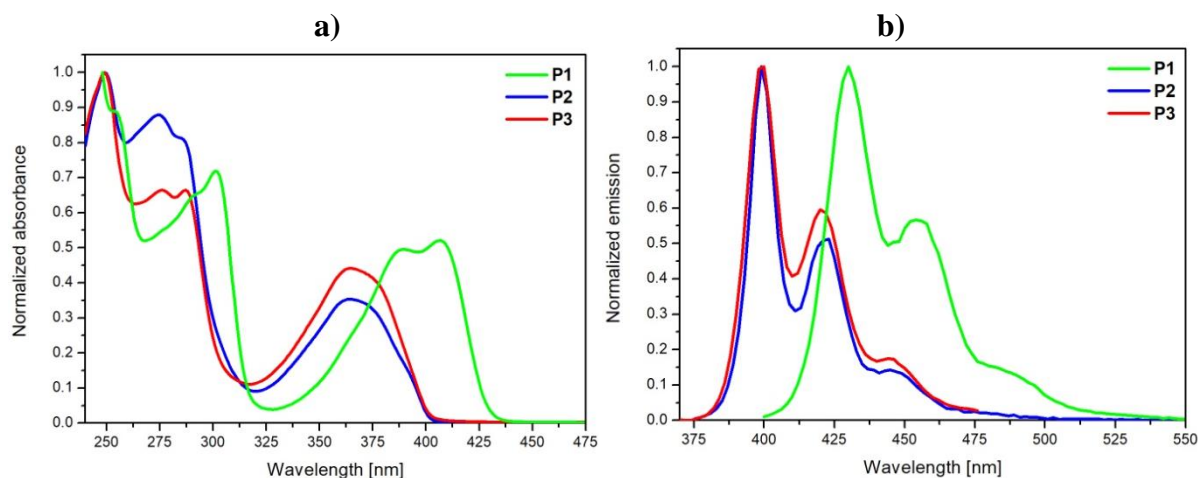 a)
b)
1.0
0.9
0.8
0.7
0.6
0.5
0.4
0.3
0.2
0.1
0.0
Normalized absorbance
P1
P2
P3
250 275 300 325 350 375 400 425 450 475
Wavelength [nm]
1.0
0.9
0.8
0.7
0.6
0.5
0.4
0.3
0.2
0.1
0.0
Normalized emission
P1
P2
P3
375 400 425 450 475 500 525 550
Wavelength [nm]